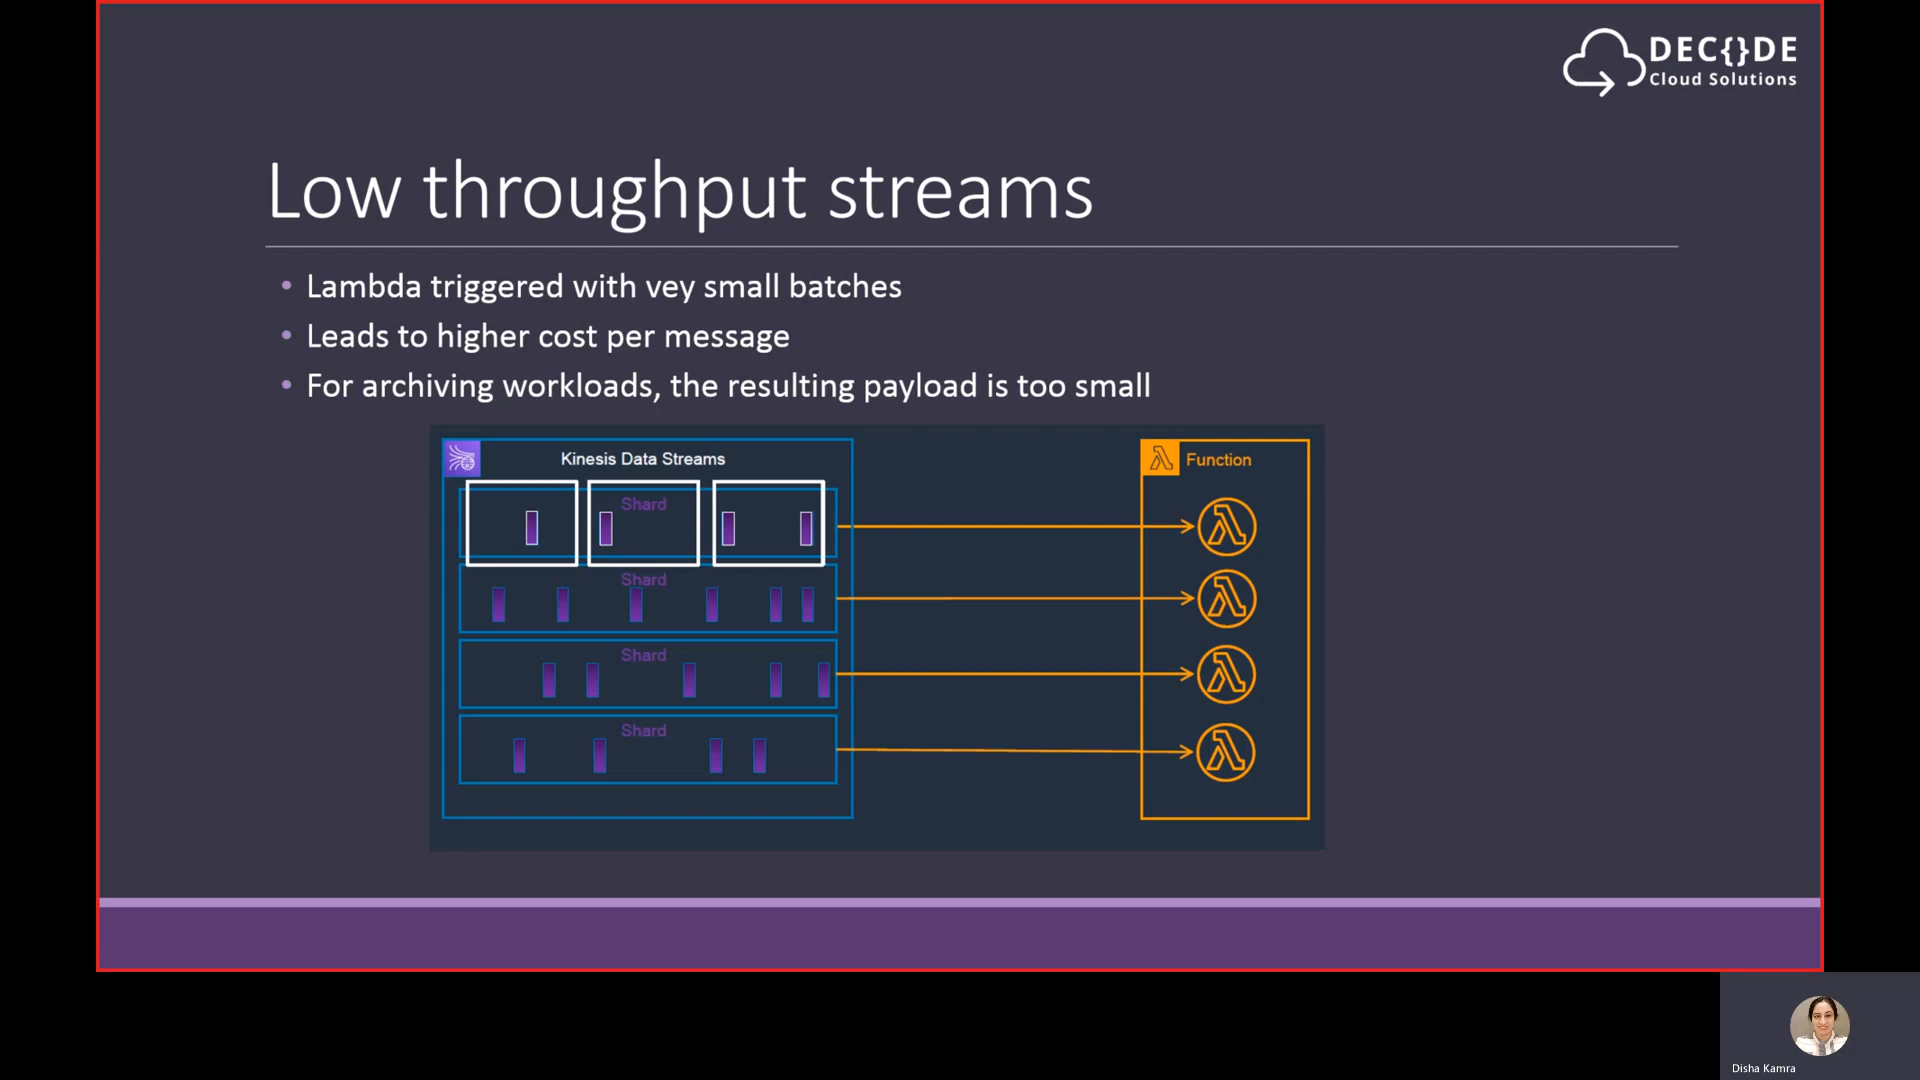 DEC{}DE
Cloud Solutions
Low throughput streams
• Lambda triggered with vey small batches
• Leads to higher cost per message
• For archiving workloads, the resulting payload is too small
Kinesis Data Streams
Function
Shard
Shard
Shard
Shard
Disha Kamra